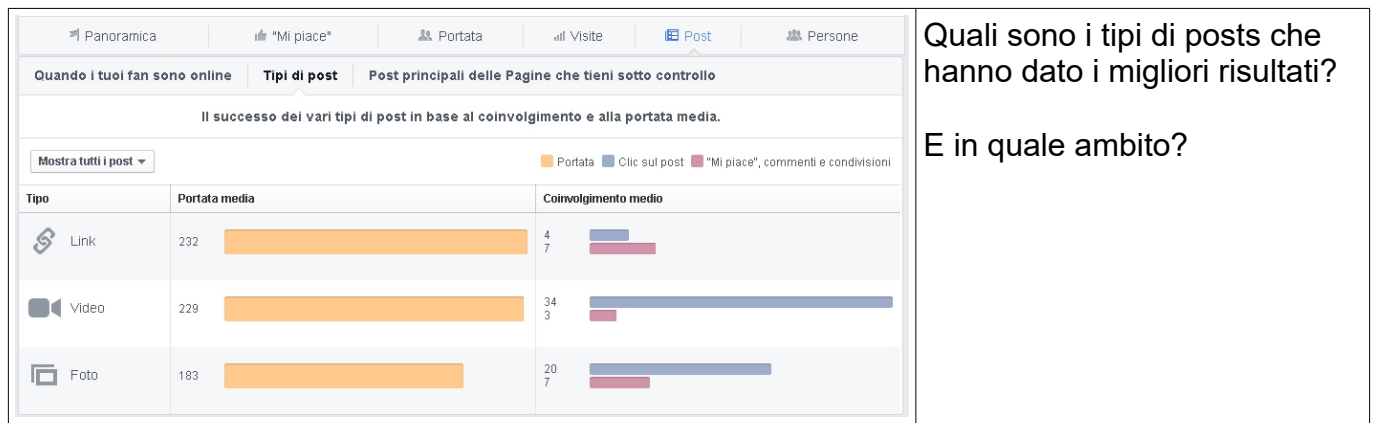 Panoramica "Mi piace" Portata Visite Post Persone
Quando i tuoi fan sono online Tipi di post Post principali delle Pagine che tieni sotto controllo
Il successo dei vari tipi di post in base al coinvolgimento e alla portata media.
Mostra tutti i post Portata Clic sul post "Mi piace", commenti e condivisioni
Tipo Portata media Coinvolgimento medio
Link 232 4
7
Video 229 34
3
Foto 183 20
7
Quali sono i tipi di posts che
hanno dato i migliori risultati?
E in quale ambito?